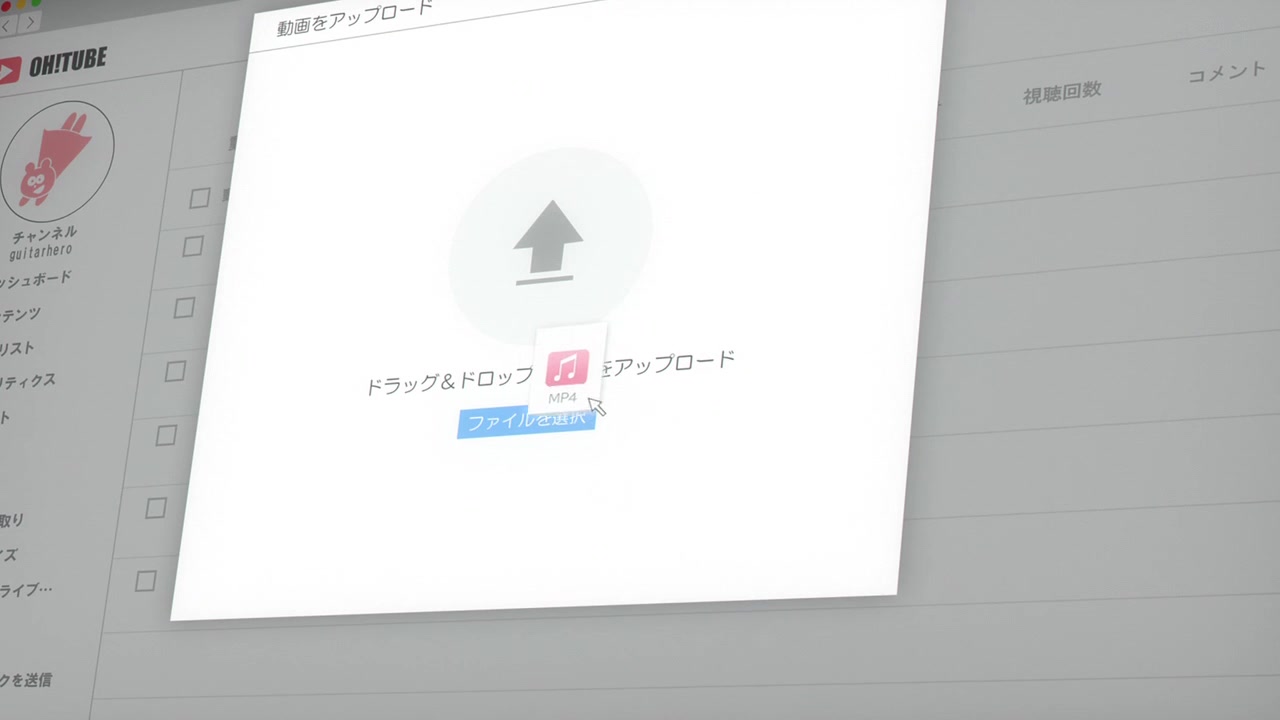 動画をアップロード
OH!TUBE
視聴回数
コメント
チャンネル
guitarhero
ッシュボード
テンツ
リスト
リティクス
ト
ドラッグ&ドロップ
をアップロード
MP4
ファイルを選択
取り
イズ
ライブ…
クを送信